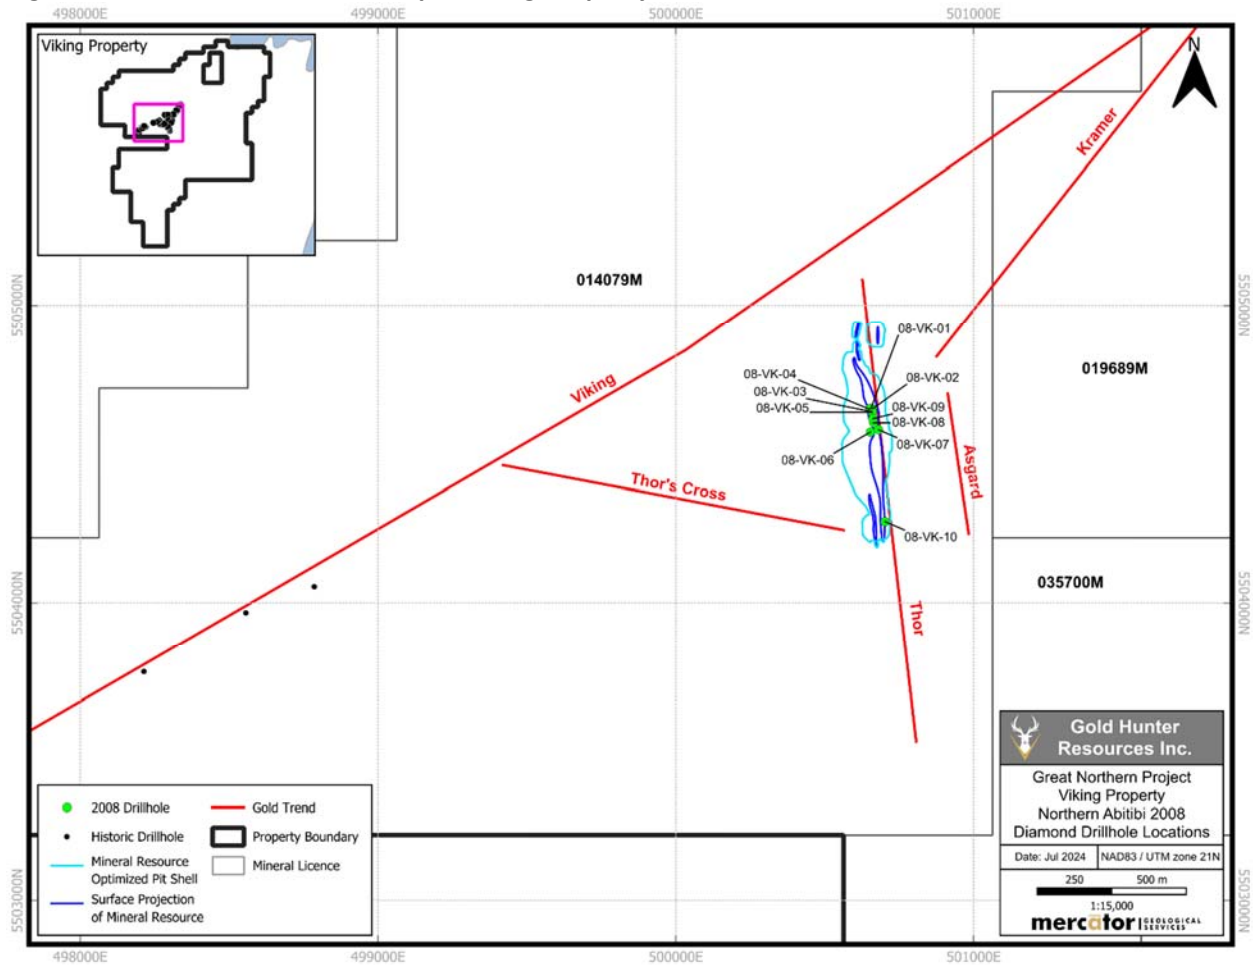 498000E
499000E
500000E
501000E
Viking Property
N
Kramer
014079M
5505000N
5505000N
08-VK-01
019689M
08-VK-04
08-VK-02
08-VK-03
08-VK-05
08-VK-09
08-VK-08
08-VK-07
08-VK-06
Viking
Asgard
Thor's Cross
08-VK-10
035700M
5504000N
5504000N
Thor
Gold Hunter
Resources Inc.
Great Northern Project
Viking Property
Northern Abitibi 2008
Diamond Drillhole Locations
Date: Jul 2024
NAD83 / UTM zone 21N
250 500 m
1:15,000
mercator GEOLOGICAL
SERVICES
2008 Drillhole
Gold Trend
Historic Drillhole
Property Boundary
Mineral Resource
Optimized Pit Shell
Mineral Licence
Surface Projection
of Mineral Resource
5503000N
5503000N
498000E
499000E
500000E
501000E